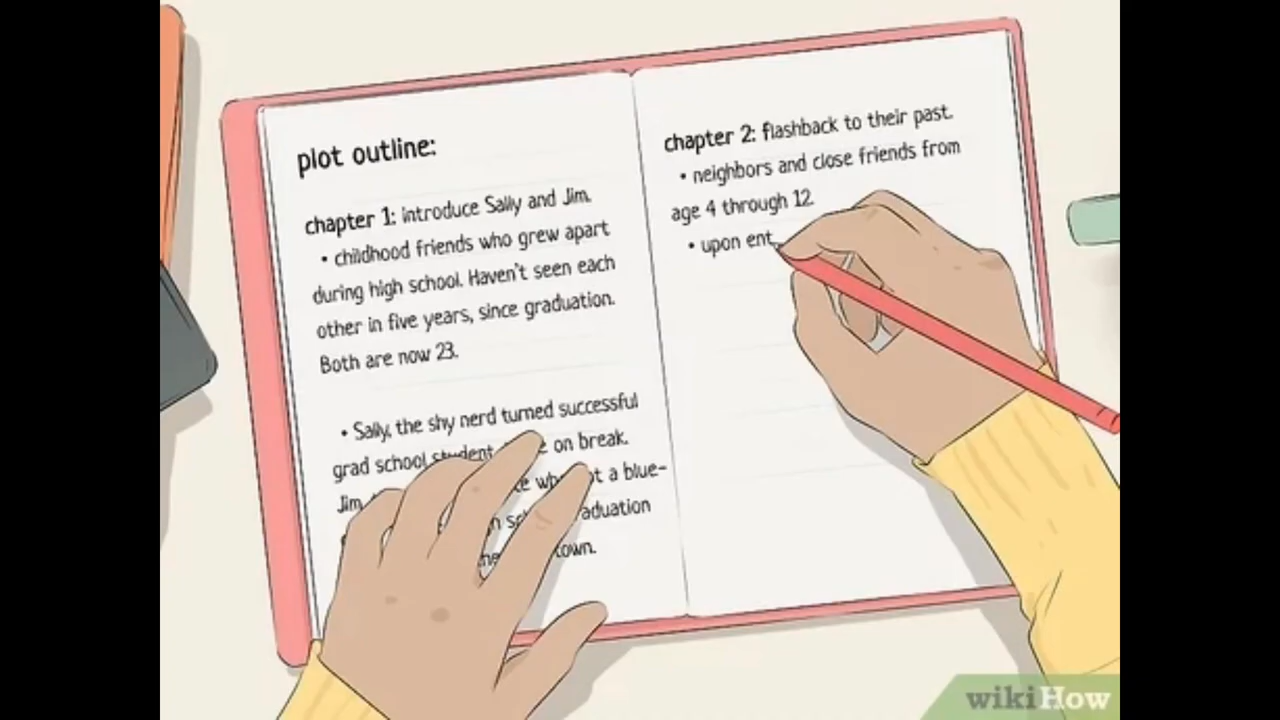 plot outline:
chapter 1: introduce Sally and Jim.
• childhood friends who grew apart
during high school. Haven't seen each
other in five years, since graduation.
Both are now 23.
• Sally, the shy nerd turned successful
grad school student on break.
Jim a blue-
town.
chapter 2: flashback to their past.
• neighbors and close friends from
age 4 through 12.
• upon ent
wikiHow